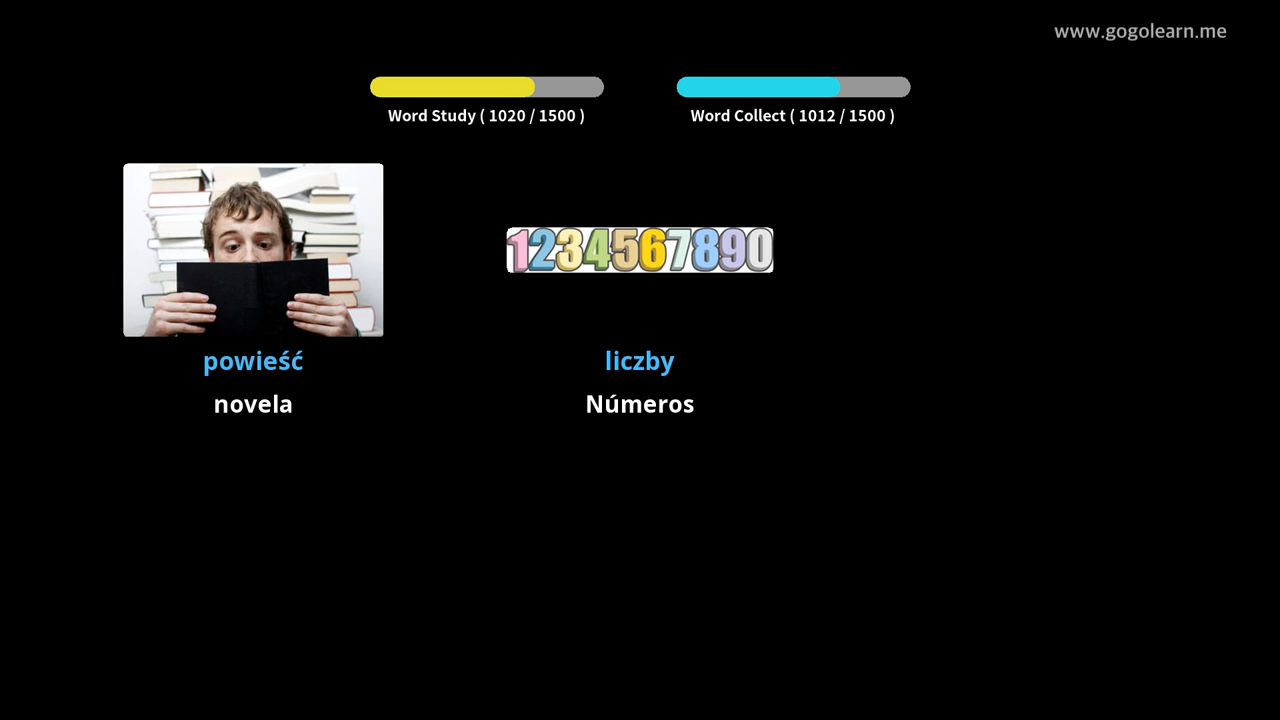 www.gogolearn.me
Word Study ( 1020 / 1500 )
Word Collect ( 1012 / 1500 )
1234567890
powieść
liczby
novela
Números